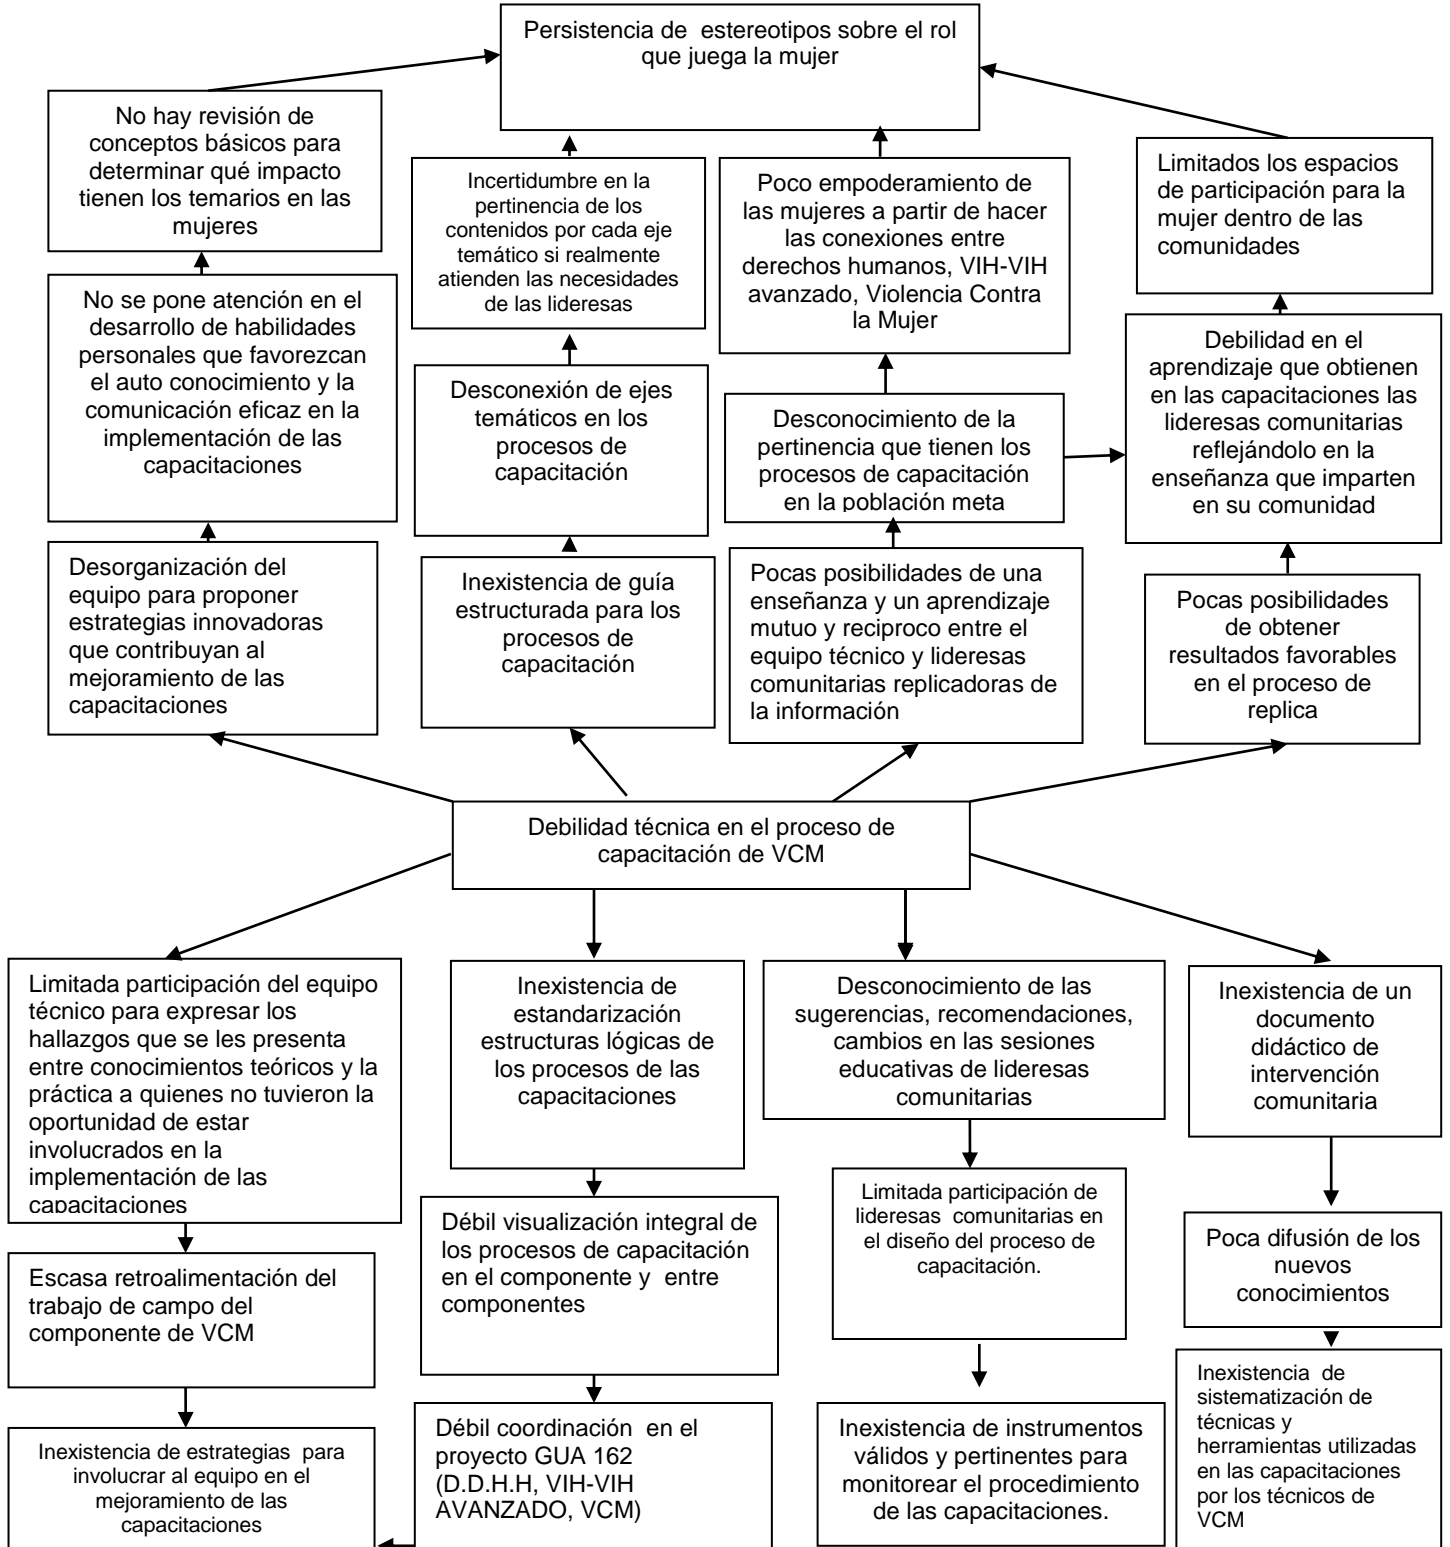 Persistencia de  estereotipos sobre el rol
que juega la mujer
No hay revisión de
conceptos básicos para
determinar qué impacto
tienen los temarios en las
mujeres
Incertidumbre en la
pertinencia de los
contenidos por cada eje
temático si realmente
atienden las necesidades
de las lideresas
Poco empoderamiento de
las mujeres a partir de hacer
las conexiones entre
derechos humanos, VIH-VIH
avanzado, Violencia Contra
la Mujer
Limitados los espacios
de participación para la
mujer dentro de las
comunidades
No se pone atención en el
desarrollo de habilidades
personales que favorezcan
el auto conocimiento y la
comunicación eficaz en la
implementación de las
capacitaciones
Desconexión de ejes
temáticos en los
procesos de
capacitación
Desconocimiento de la
pertinencia que tienen los
procesos de capacitación
en la población meta
Debilidad en el
aprendizaje que obtienen
en las capacitaciones las
lideresas comunitarias
reflejándolo en la
enseñanza que imparten
en su comunidad
Desorganización del
equipo para proponer
estrategias innovadoras
que contribuyan al
mejoramiento de las
capacitaciones
Inexistencia de guía
estructurada para los
procesos de
capacitación
Pocas posibilidades de una
enseñanza y un aprendizaje
mutuo y reciproco entre el
equipo técnico y lideresas
comunitarias replicadoras de
la información
Pocas posibilidades
de obtener
resultados favorables
en el proceso de
replica
Debilidad técnica en el proceso de
capacitación de VCM
Limitada participación del equipo
técnico para expresar los
hallazgos que se les presenta
entre conocimientos teóricos y la
práctica a quienes no tuvieron la
oportunidad de estar
involucrados en la
implementación de las
capacitaciones
Inexistencia de
estandarización
estructuras lógicas de
los procesos de las
capacitaciones
Desconocimiento de las
sugerencias, recomendaciones,
cambios en las sesiones
educativas de lideresas
comunitarias
Inexistencia de un
documento
didáctico de
intervención
comunitaria
Escasa retroalimentación del
trabajo de campo del
componente de VCM
Débil visualización integral de
los procesos de capacitación
en el componente y  entre
componentes
Limitada participación de
lideresas  comunitarias en
el diseño del proceso de
capacitación.
Poca difusión de los
nuevos
conocimientos
Inexistencia de estrategias  para
involucrar al equipo en el
mejoramiento de las
capacitaciones
Débil coordinación  en el
proyecto GUA 162
(D.D.H.H, VIH-VIH
AVANZADO, VCM)
Inexistencia de instrumentos
válidos y pertinentes para
monitorear el procedimiento
de las capacitaciones.
Inexistencia  de
sistematización de
técnicas y
herramientas utilizadas
en las capacitaciones
por los técnicos de
VCM